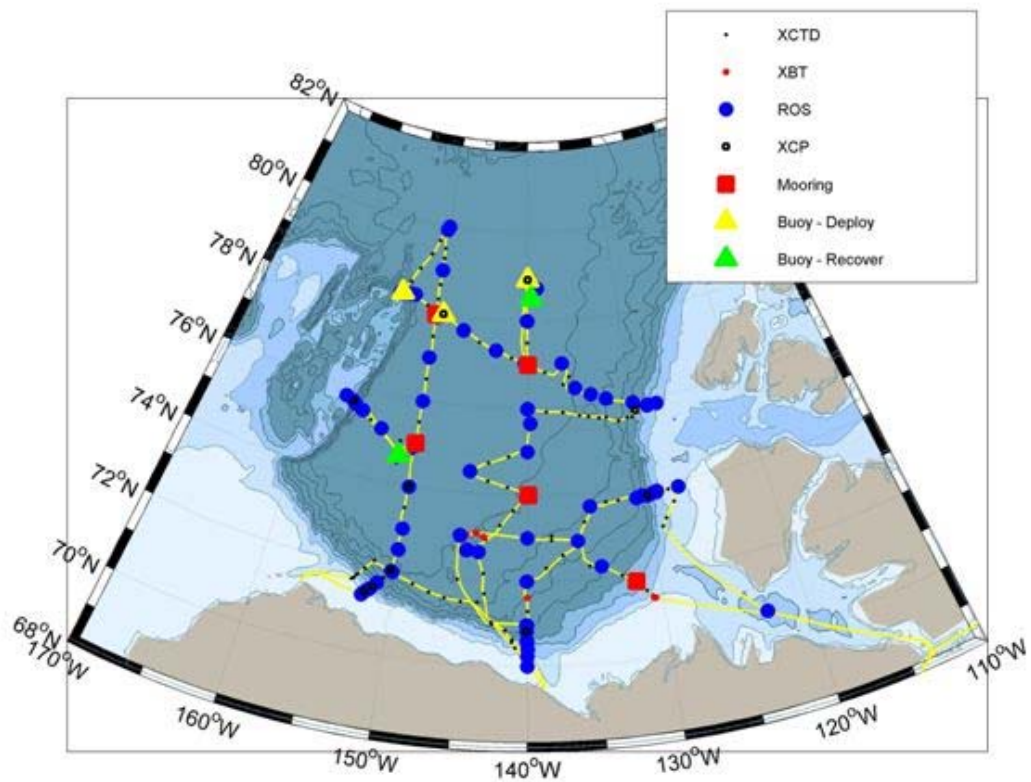 XCTD
XBT
ROS
XCP
Mooring
Buoy - Deploy
Buoy - Recover
82°N
80°N
78°N
76°N
74°N
72°N
70°N
68°N
170°W
160°W
150°W
140°W
130°W
120°W
110°W